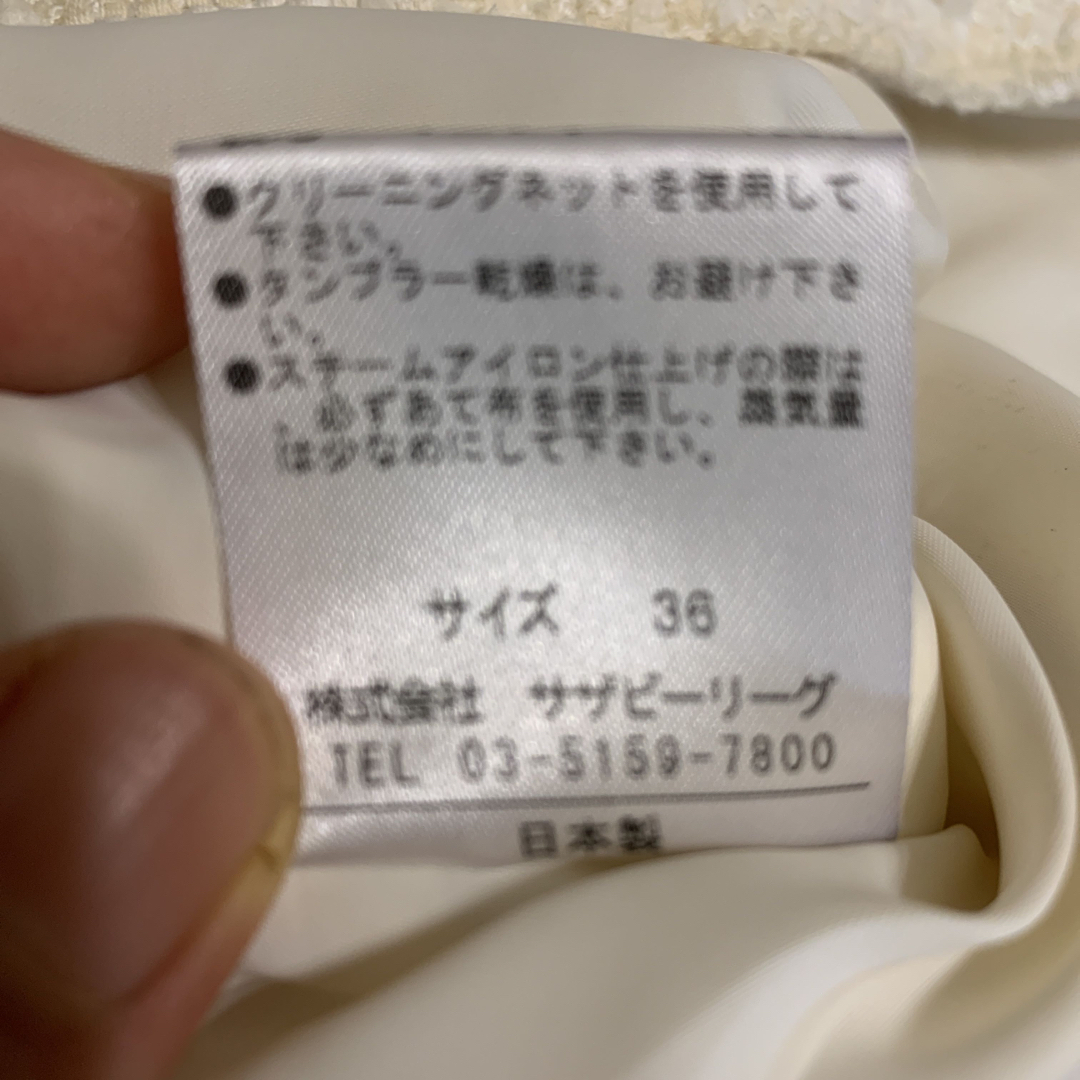 ●クリーニングネットを使用して
下さい。
●タンブラー乾燥は、お避け下さ
い。
●スチームアイロン仕上げの際は
、必ずあて布を使用し、蒸気量
は少なめにして下さい。
サイズ 36
株式会社 サザビーリーグ
TEL 03-5159-7800
日本製